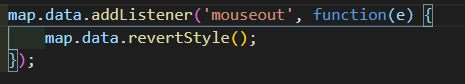 map.data.addListener('mouseout', function(e) {
    map.data.revertStyle();
});